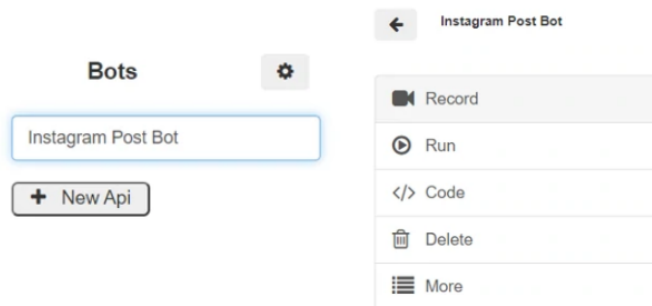 Bots
Instagram Post Bot
New Api
Instagram Post Bot
Record
Run
Code
Delete
More